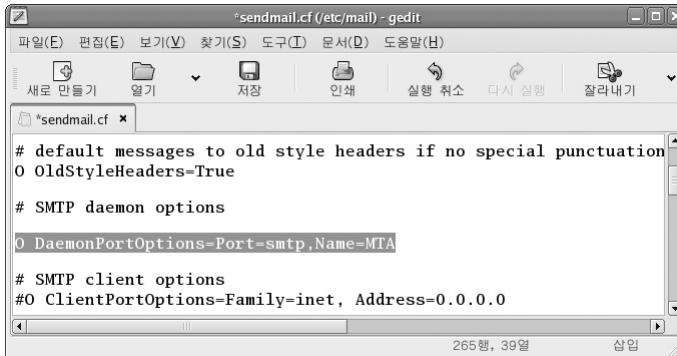 *sendmail.cf (/etc/mail) - gedit
파일(F) 편집(E) 보기(V) 찾기(S) 도구(T) 문서(D) 도움말(H)
새로 만들기 열기 저장 인쇄 실행 취소 다시 실행 잘라내기
*sendmail.cf ×
# default messages to old style headers if no special punctuation
O OldStyleHeaders=True
# SMTP daemon options
O DaemonPortOptions=Port=smtp,Name=MTA
# SMTP client options
#O ClientPortOptions=Family=inet, Address=0.0.0.0
265행, 39열 삽입